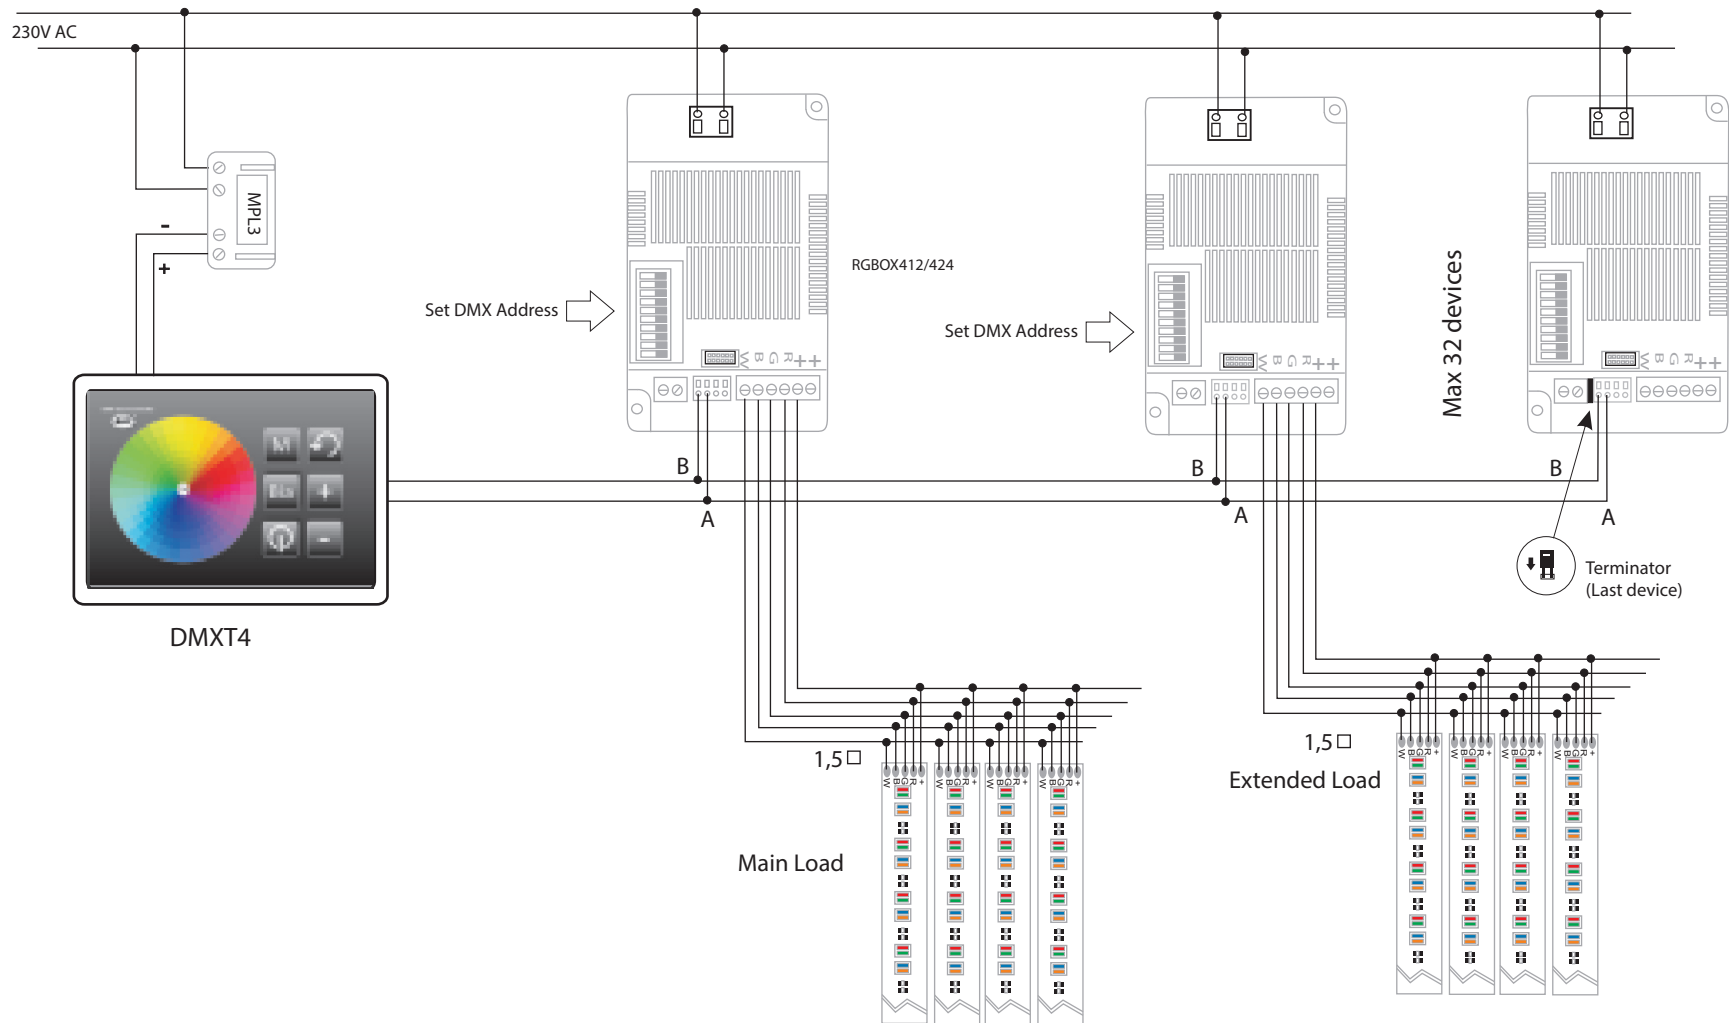 230V AC
MPL3
-
+
Set DMX Address
RGBOX412/424
Set DMX Address
Max 32 devices
W B G R ++
W B G R ++
W B G R ++
M
+
-
B
A
B
A
B
A
Terminator
(Last device)
DMXT4
1,5 □
Main Load
1,5 □
Extended Load
W B G R +
W B G R +
W B G R +
W B G R +
W B G R +
W B G R +
W B G R +
W B G R +